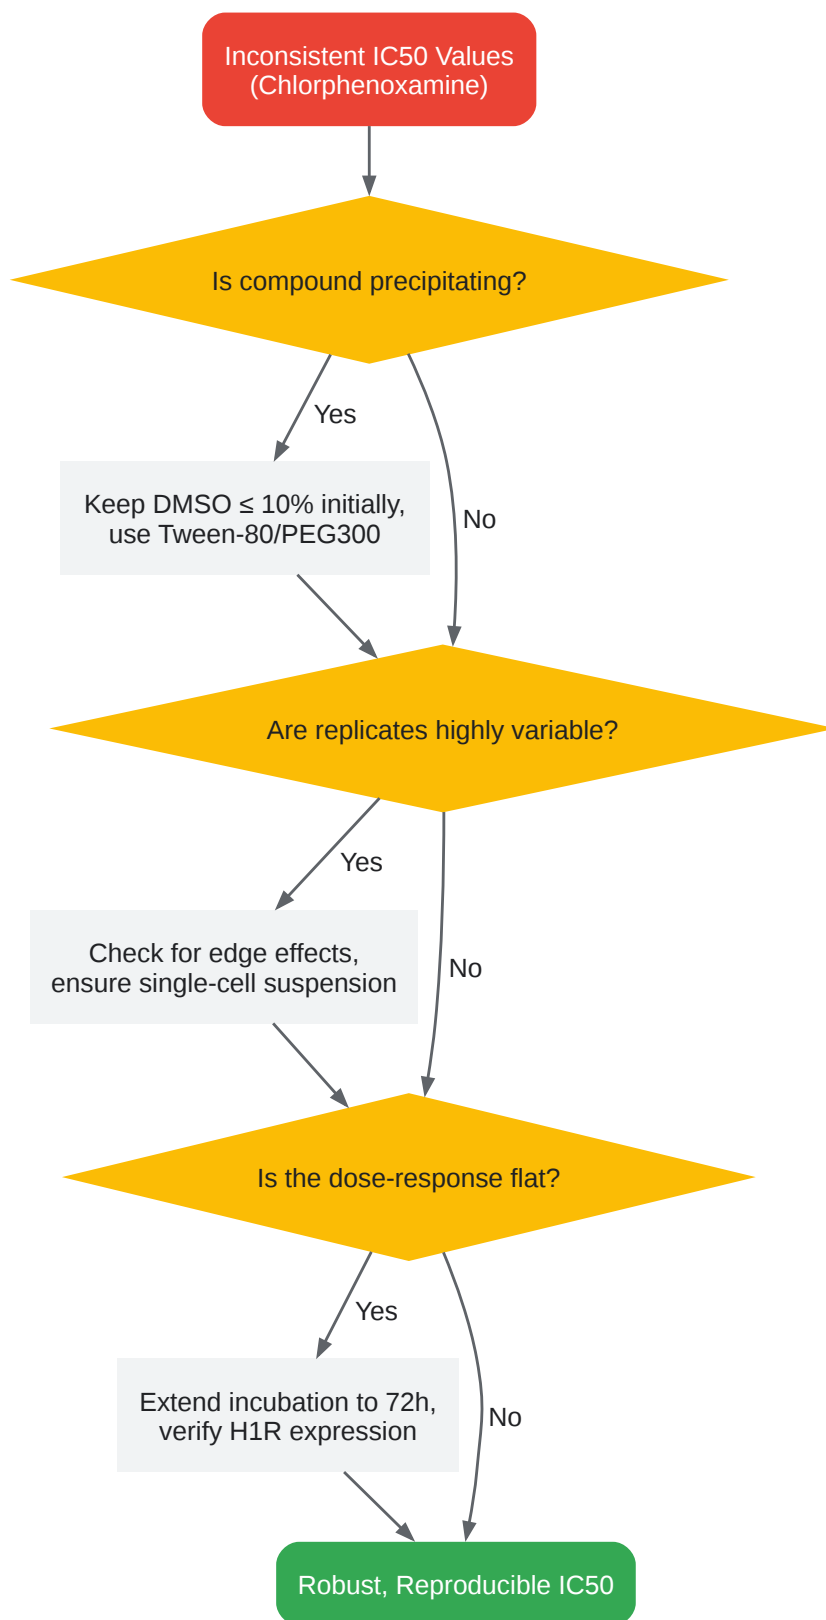 Inconsistent IC50 Values
(Chlorphenoxamine)
Is compound precipitating?
Yes
Keep DMSO ≤ 10% initially,
use Tween-80/PEG300
No
Are replicates highly variable?
Yes
Check for edge effects,
ensure single-cell suspension
No
Is the dose-response flat?
Yes
Extend incubation to 72h,
verify H1R expression
No
Robust, Reproducible IC50